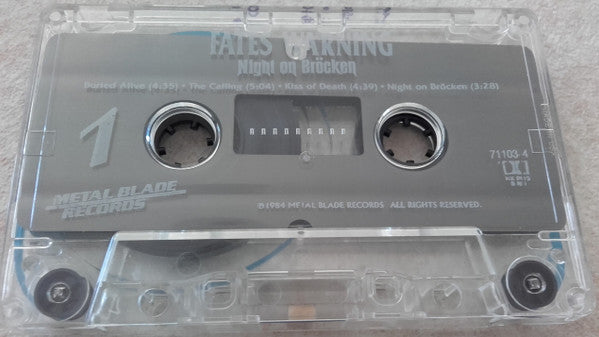 FATES WARNING
Night on Bröcken
Buried Alive (4:35) • The Calling (5:04) • Kiss of Death (4:39) • Night on Bröcken (3:28)
1
71103-4
METAL BLADE
RECORDS
©1984 METAL BLADE RECORDS ALL RIGHTS RESERVED.